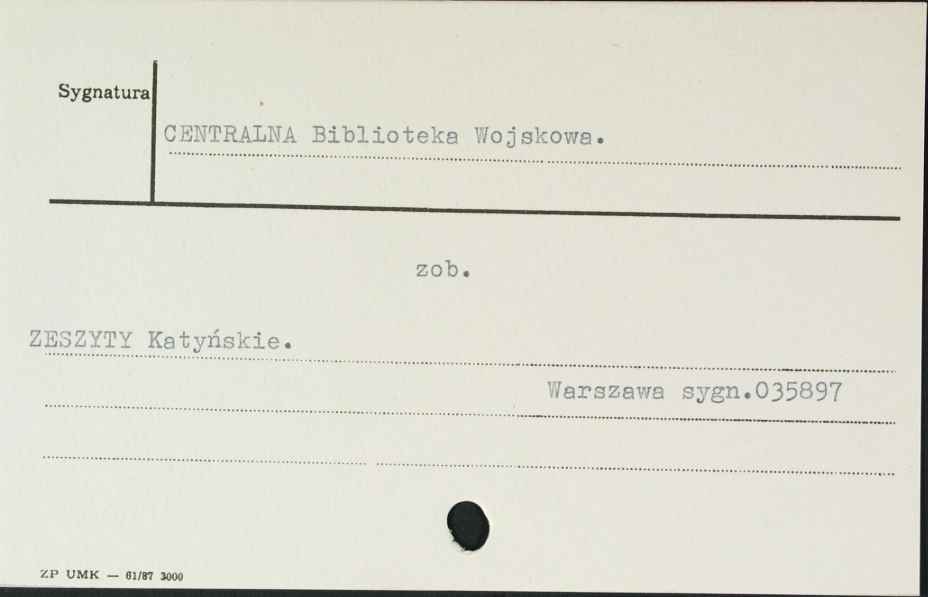 Sygnatura
CENTRALNA Biblioteka Wojskowa.
zob.
ZESZYTY Katyńskie.
Warszawa sygn.035897
ZP UMK — 61/87 3000